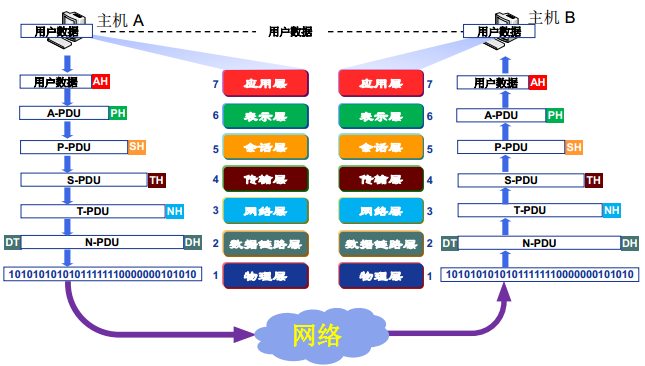 主机 A
主机 B
用户数据
用户数据
用户数据
用户数据 AH
7 应用层
应用层 7
用户数据 AH
A-PDU PH
6 表示层
表示层 6
A-PDU PH
P-PDU SH
5 会话层
会话层 5
P-PDU SH
S-PDU TH
4 传输层
传输层 4
S-PDU TH
T-PDU NH
3 网络层
网络层 3
T-PDU NH
DT N-PDU DH
2 数据链路层
数据链路层 2
DT N-PDU DH
10101010101011111110000000101010
1 物理层
物理层 1
10101010101011111110000000101010
网络